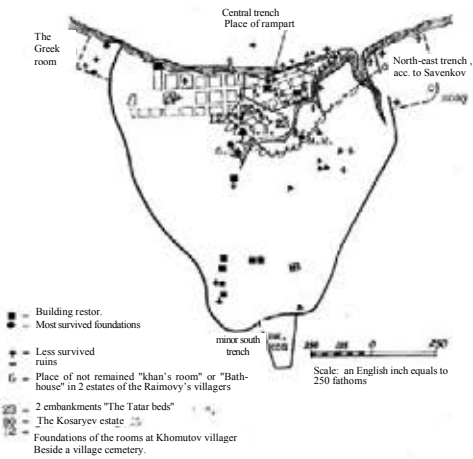 Central trench
Place of rampart
The
Greek
room
North-east trench,
acc. to Savenkov
minor south
trench
250
0
250
Scale: an English inch equals to
250 fathoms
Building restor.
Most survived foundations
Less survived
ruins
Place of not remained "khan's room" or "Bath-
house" in 2 estates of the Raimovy's villagers
23 = 2 embankments "The Tatar beds"
The Kosaryev estate
12 = Foundations of the rooms at Khomutov villager
Beside a village cemetery.